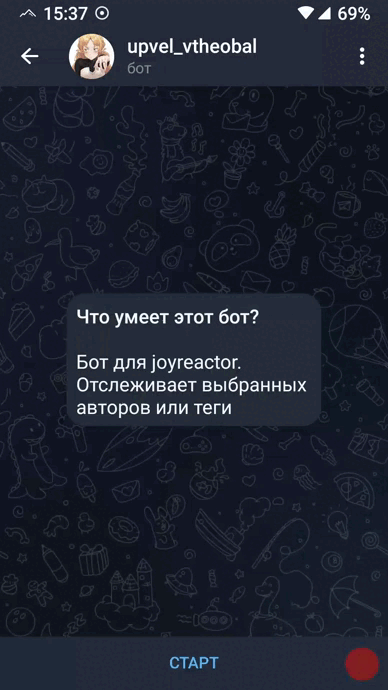 15:37
69%
upvel_vtheobal
бот
Что умеет этот бот?
Бот для joyreactor.
Отслеживает выбранных
авторов или теги
СТАРТ